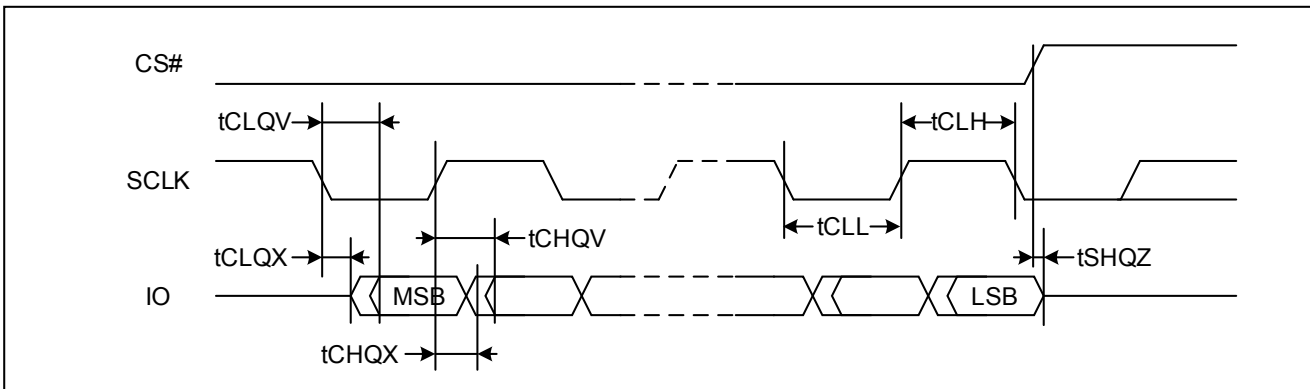 CS#
tCLQV
tCLH
SCLK
tCLL
tCHQV
tCLQX
tSHQZ
IO
MSB
LSB
tCHQX